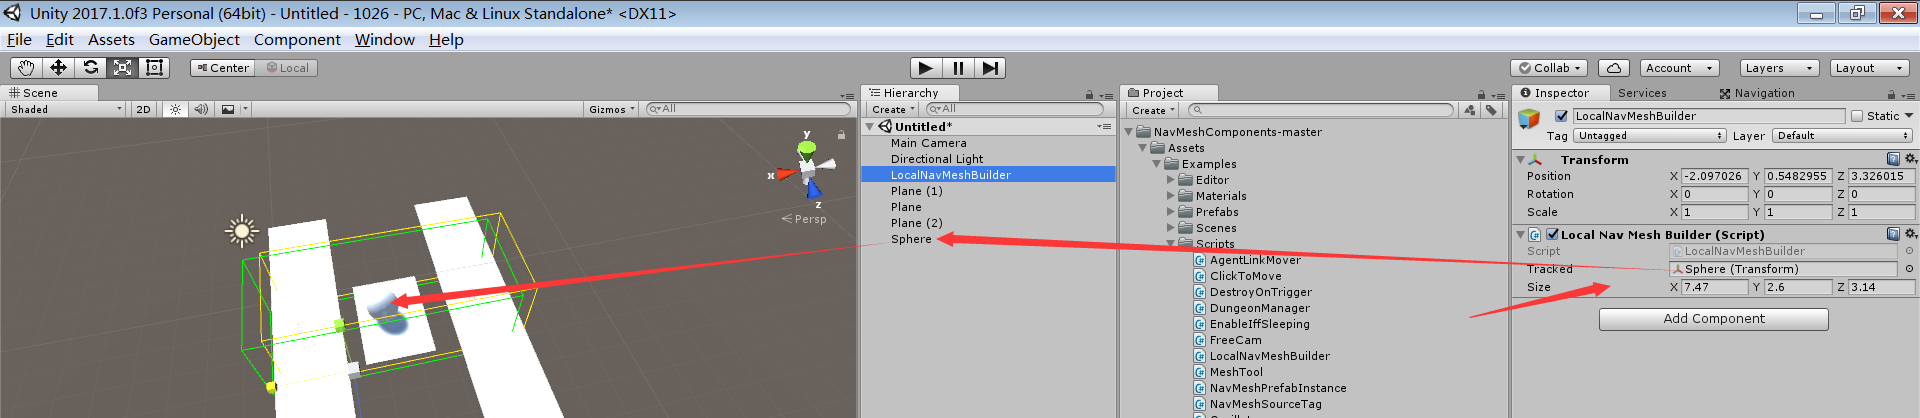 Unity 2017.1.0f3 Personal (64bit) - Untitled - 1026 - PC, Mac & Linux Standalone* <DX11>
File Edit Assets GameObject Component Window Help
Center Local Collab Account Layers Layout
Scene
Shaded 2D Gizmos All
y
x
z
Persp
Hierarchy
Create All
Untitled*
Main Camera
Directional Light
LocalNavMeshBuilder
Plane (1)
Plane
Plane (2)
Sphere
Project
Create
NavMeshComponents-master
Assets
Examples
Editor
Materials
Prefabs
Scenes
Scripts
AgentLinkMover
ClickToMove
DestroyOnTrigger
DungeonManager
EnableIffSleeping
FreeCam
LocalNavMeshBuilder
MeshTool
NavMeshPrefabInstance
NavMeshSourceTag
Inspector Services Navigation
LocalNavMeshBuilder Static
Tag Untagged Layer Default
Transform
Position X -2.097026 Y 0.5482955 Z 3.326015
Rotation X 0 Y 0 Z 0
Scale X 1 Y 1 Z 1
Local Nav Mesh Builder (Script)
Script LocalNavMeshBuilder
Tracked Sphere (Transform)
Size X 7.47 Y 2.6 Z 3.14
Add Component